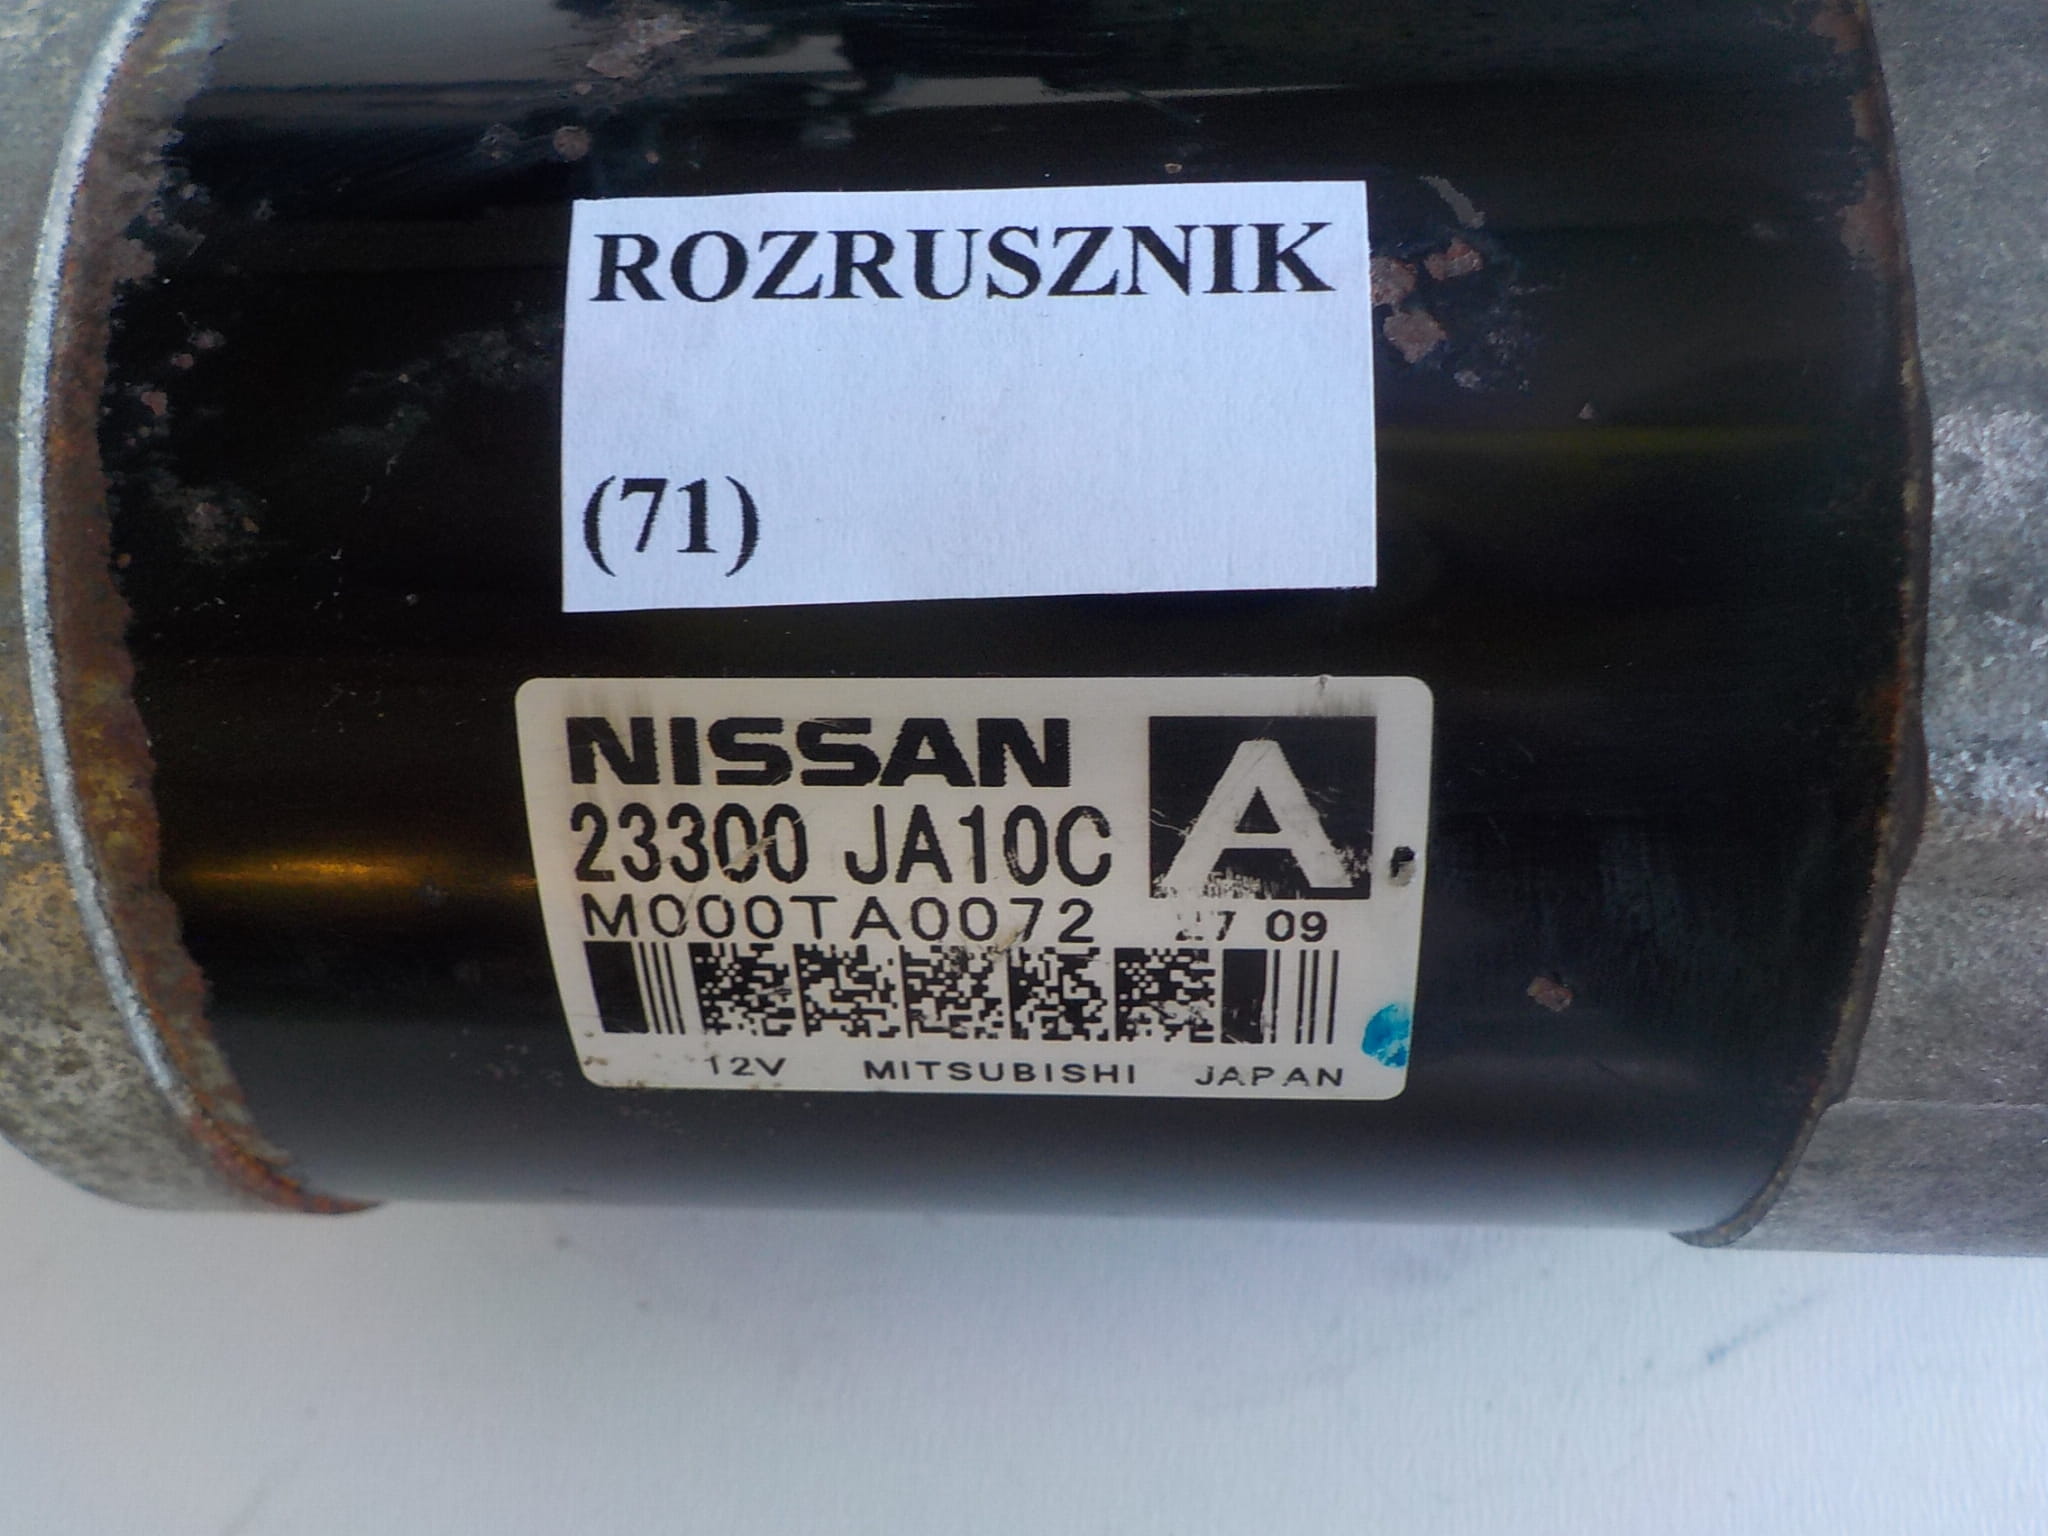 ROZRUSZNIK
(71)
NISSAN A
23300 JA10C
M000TA0072 09
12V MITSUBISHI JAPAN